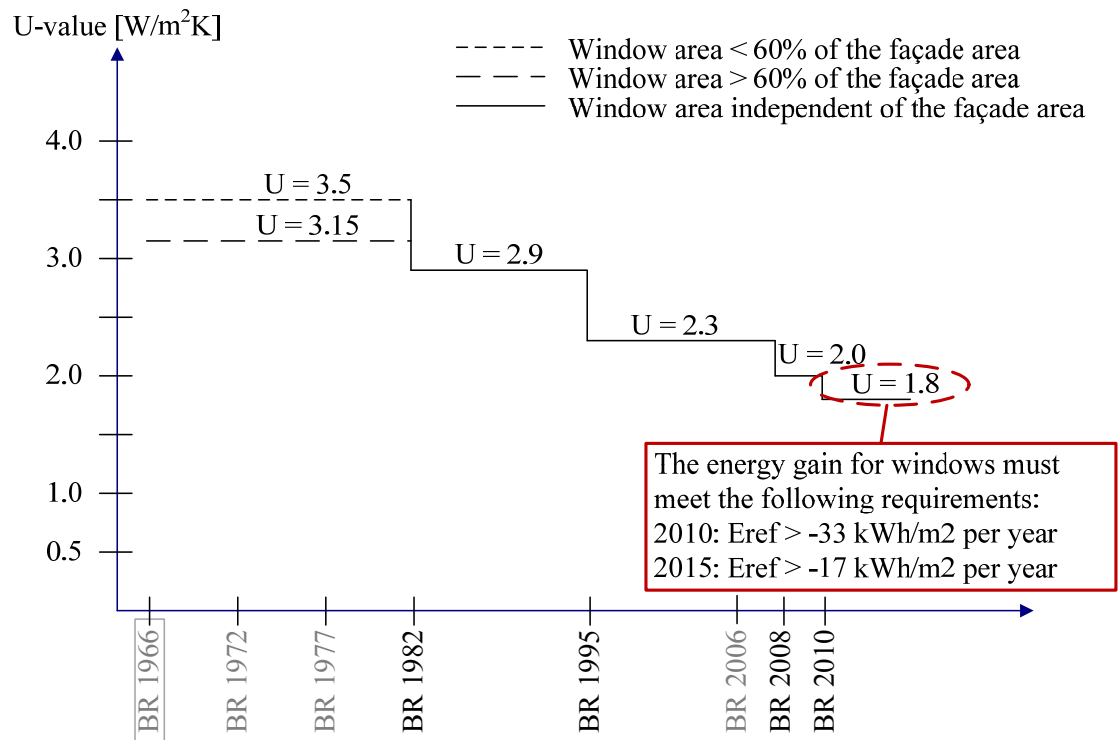 U-value [W/m²K]
Window area < 60% of the façade area
Window area > 60% of the façade area
Window area independent of the façade area
4.0
3.0
2.0
1.0
0.5
U = 3.5
U = 3.15
U = 2.9
U = 2.3
U = 2.0
U = 1.8
The energy gain for windows must
meet the following requirements:
2010: Eref > -33 kWh/m2 per year
2015: Eref > -17 kWh/m2 per year
BR 1966
BR 1972
BR 1977
BR 1982
BR 1995
BR 2006
BR 2008
BR 2010